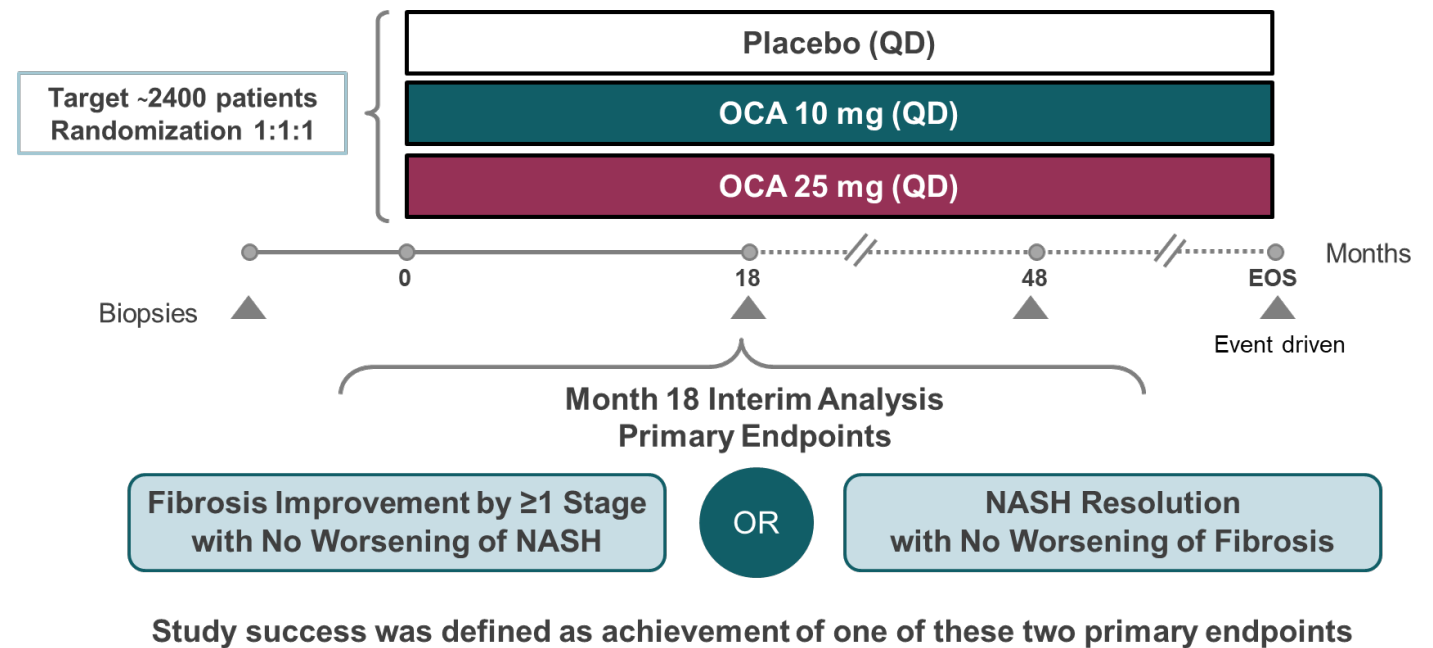 Placebo (QD)
Target ~2400 patients
Randomization 1:1:1
OCA 10 mg (QD)
OCA 25 mg (QD)
Months
0
18
48
EOS
Biopsies
Event driven
Month 18 Interim Analysis
Primary Endpoints
Fibrosis Improvement by ≥1 Stage
with No Worsening of NASH
OR
NASH Resolution
with No Worsening of Fibrosis
Study success was defined as achievement of one of these two primary endpoints